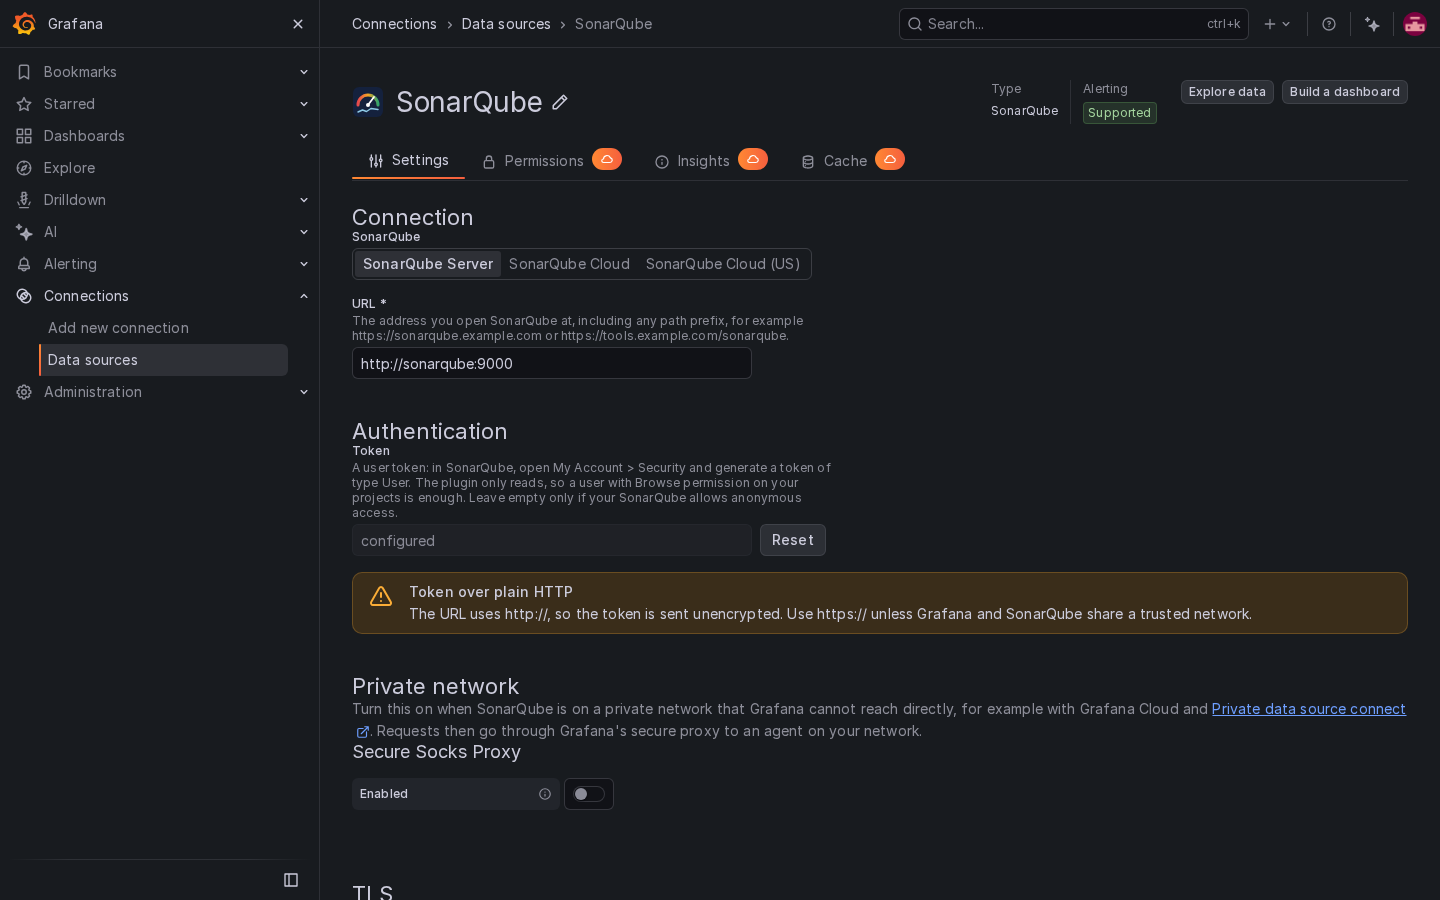 Grafana
Connections
Data sources
SonarQube
Search...
ctrl+k
Bookmarks
Starred
Dashboards
Explore
Drilldown
AI
Alerting
Connections
Add new connection
Data sources
Administration
SonarQube
Type
SonarQube
Alerting
Supported
Explore data
Build a dashboard
Settings
Permissions
Insights
Cache
Connection
SonarQube
SonarQube Server
SonarQube Cloud
SonarQube Cloud (US)
URL *
The address you open SonarQube at, including any path prefix, for example
https://sonarqube.example.com or https://tools.example.com/sonarqube.
http://sonarqube:9000
Authentication
Token
A user token: in SonarQube, open My Account > Security and generate a token of
type User. The plugin only reads, so a user with Browse permission on your
projects is enough. Leave empty only if your SonarQube allows anonymous
access.
configured
Reset
Token over plain HTTP
The URL uses http://, so the token is sent unencrypted. Use https:// unless Grafana and SonarQube share a trusted network.
Private network
Turn this on when SonarQube is on a private network that Grafana cannot reach directly, for example with Grafana Cloud and Private data source connect
. Requests then go through Grafana's secure proxy to an agent on your network.
Secure Socks Proxy
Enabled
TLS